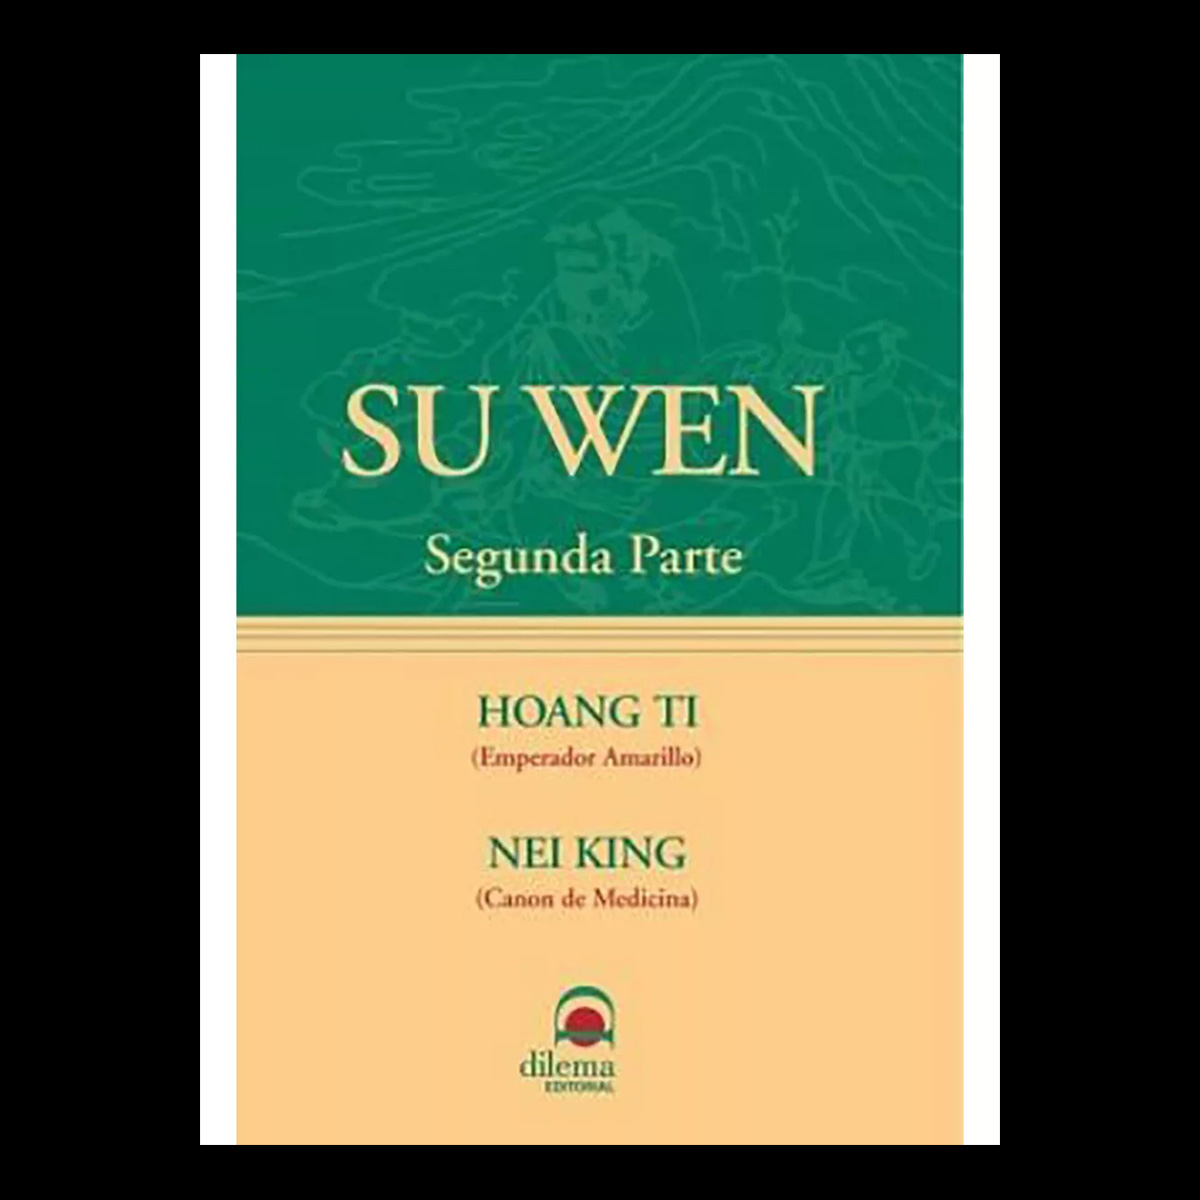 SU WEN
Segunda Parte
HOANG TI
(Emperador Amarillo)
NEI KING
(Canon de Medicina)
dilema
EDITORIAL